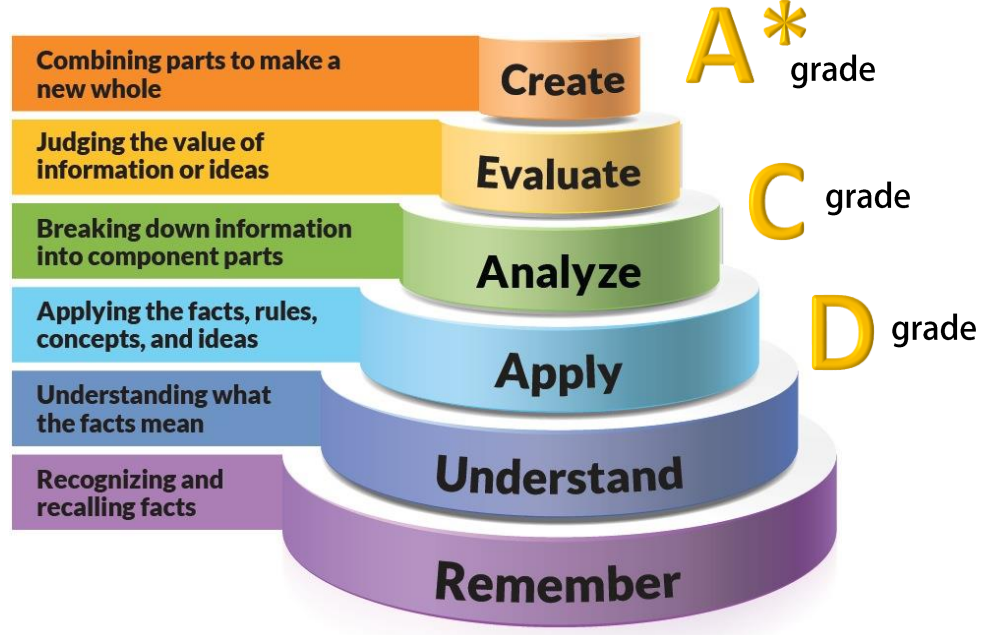 Combining parts to make a
new whole
Create
A*
grade
Judging the value of
information or ideas
Evaluate
C grade
Breaking down information
into component parts
Analyze
Applying the facts, rules,
concepts, and ideas
Apply
D grade
Understanding what
the facts mean
Understand
Recognizing and
recalling facts
Remember